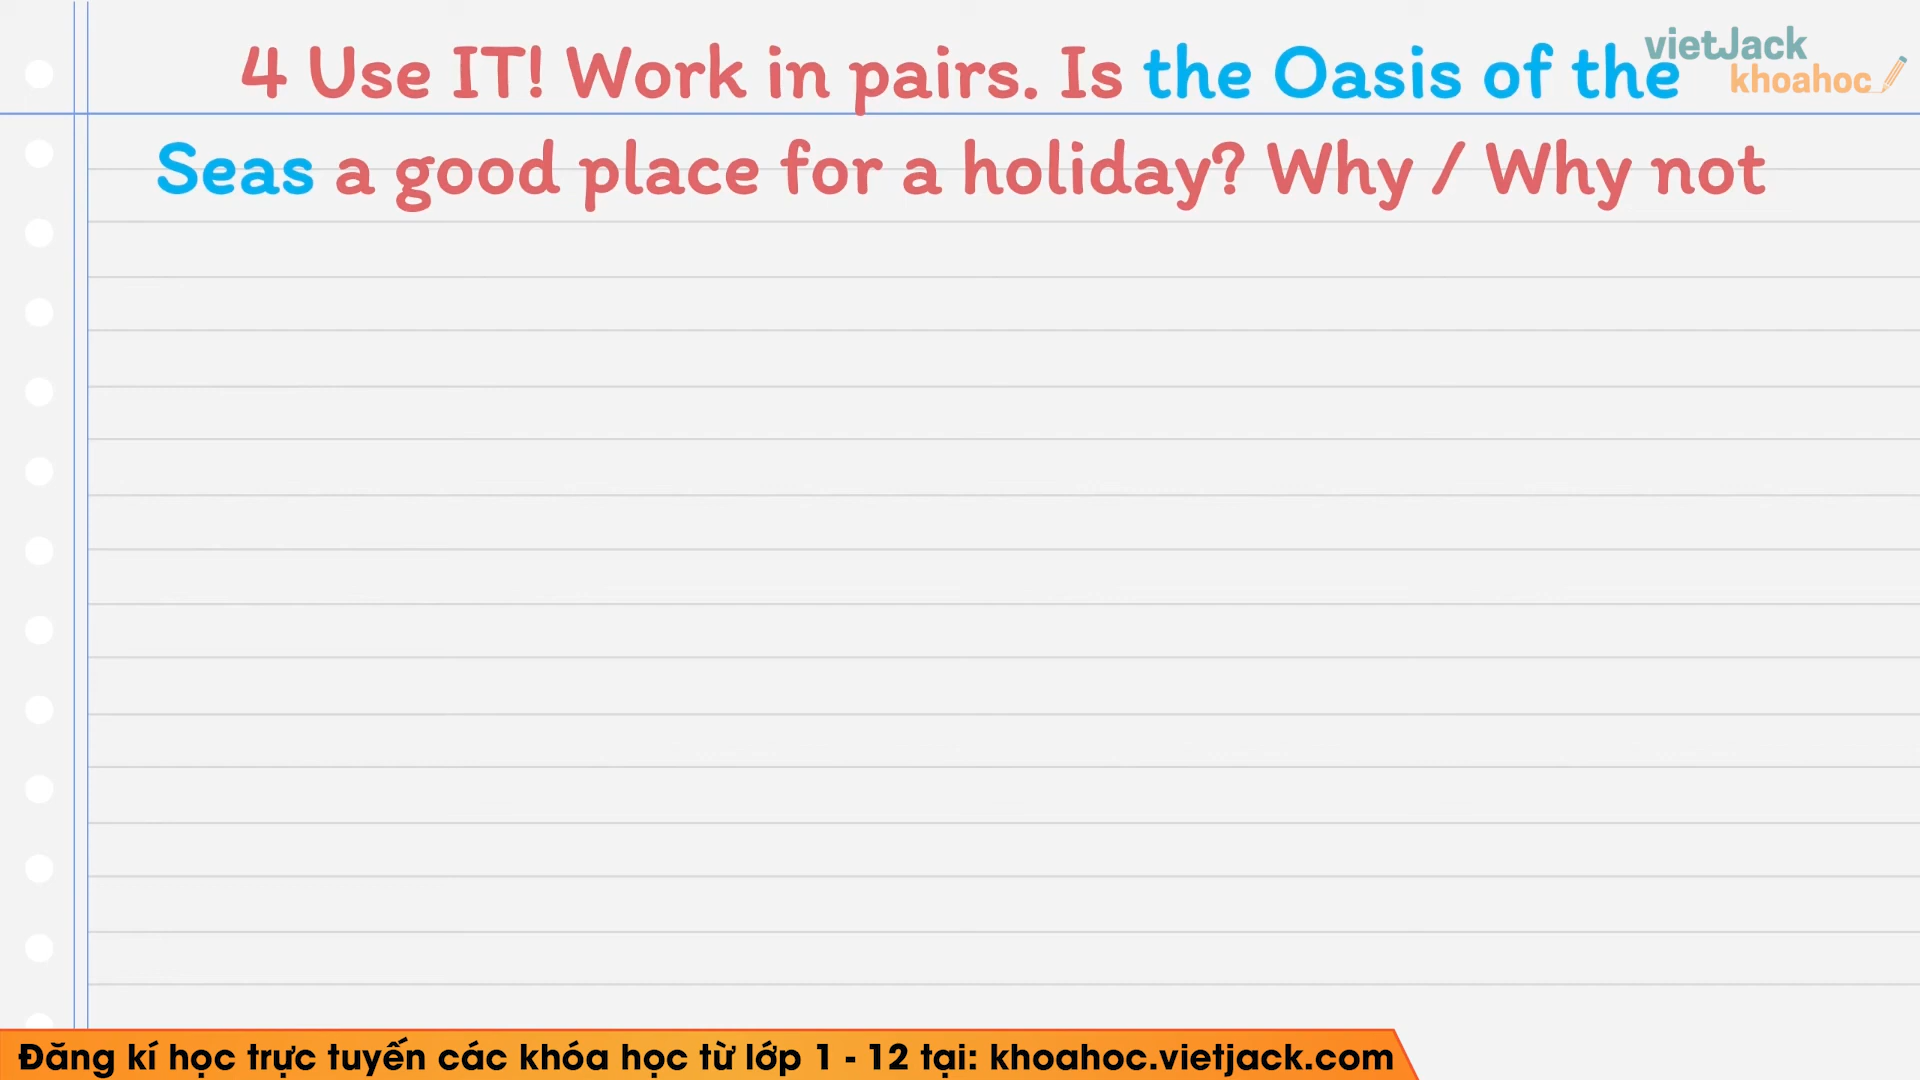 4 Use IT! Work in pairs. Is the Oasis of the
Seas a good place for a holiday? Why / Why not
vietJack
khoahoc
Đăng kí học trực tuyến các khóa học từ lớp 1 - 12 tại: khoahoc.vietjack.com